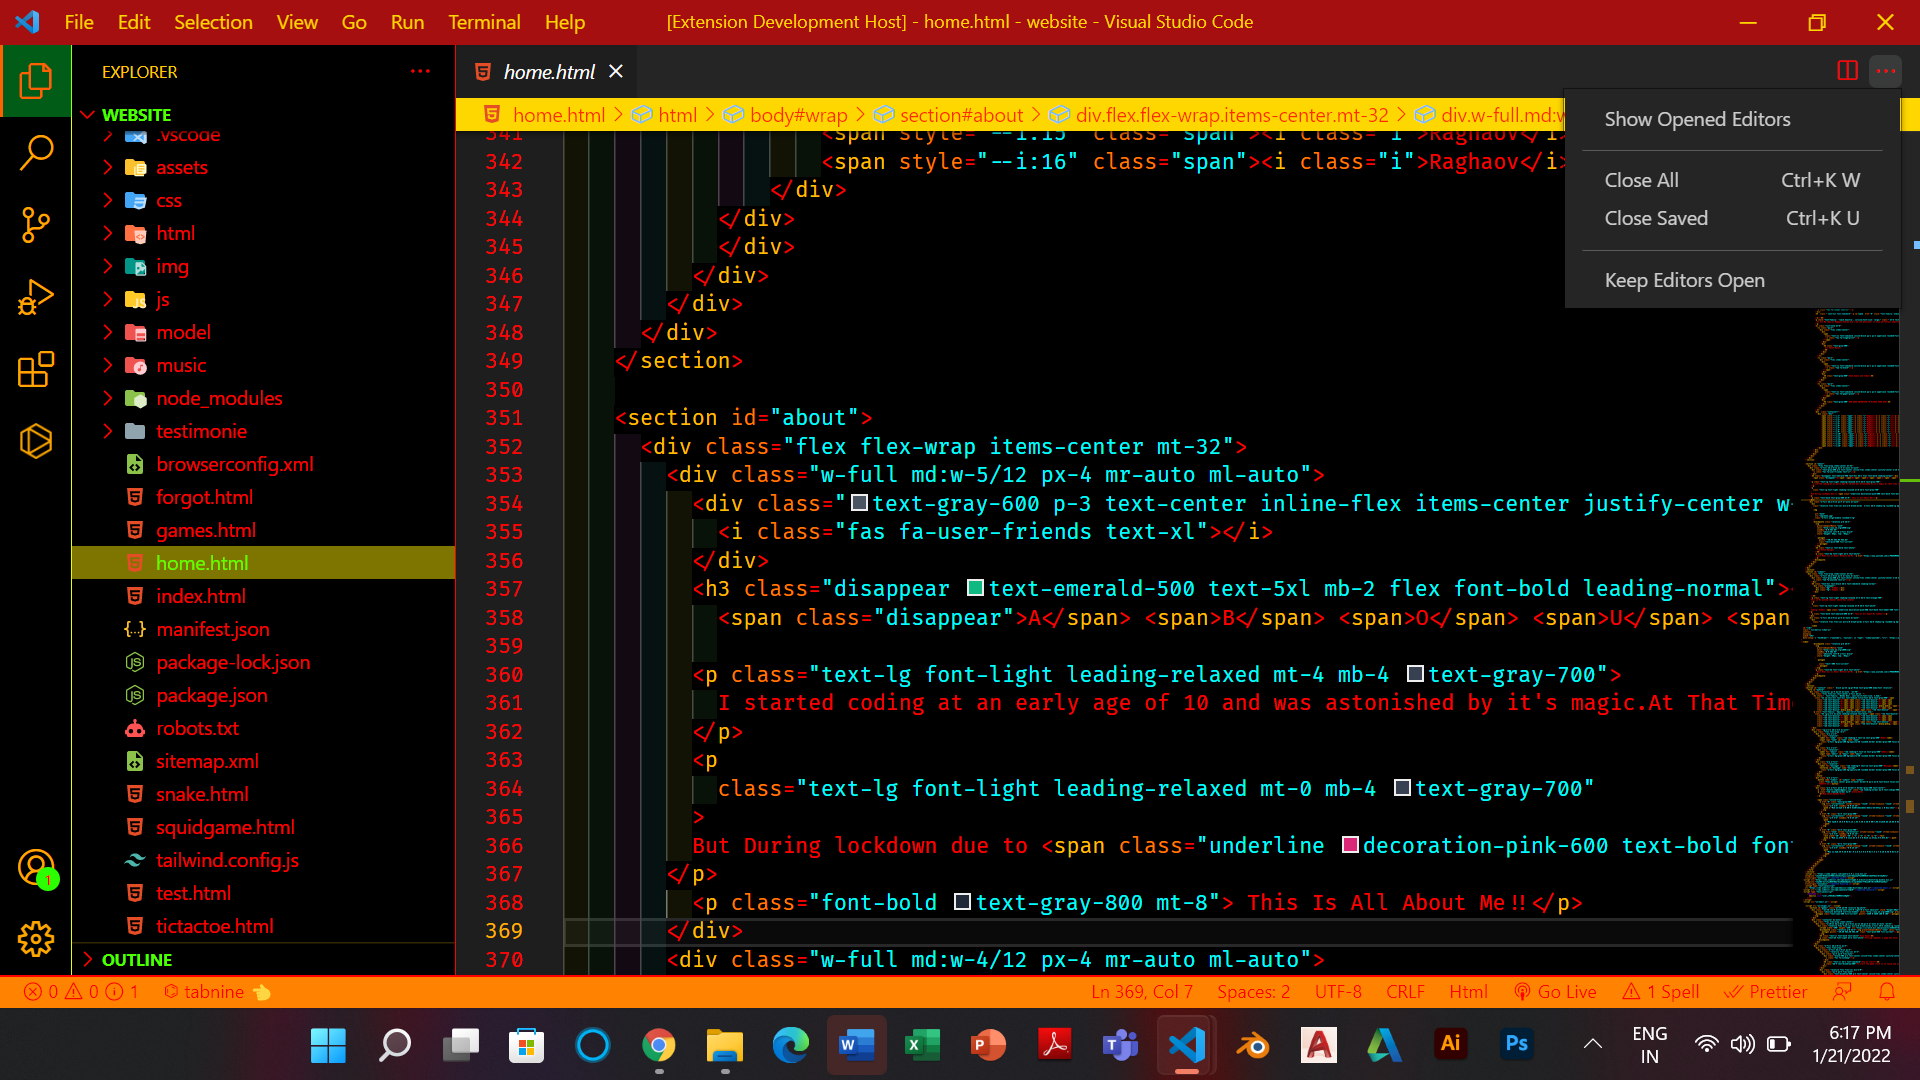 File Edit Selection View Go Run Terminal Help [Extension Development Host] - home.html - website - Visual Studio Code
EXPLORER
WEBSITE
.vscode
assets
css
html
img
js
model
music
node_modules
testimonie
browserconfig.xml
forgot.html
games.html
home.html
index.html
manifest.json
package-lock.json
package.json
robots.txt
sitemap.xml
snake.html
squidgame.html
tailwind.config.js
test.html
tictactoe.html
OUTLINE
1
home.html
home.html > html > body#wrap > section#about > div.flex.flex-wrap.items-center.mt-32 > div.w-full.md:w
341 <span style="--i:15" class="span"><i class="i">Raghaov</i>
342 <span style="--i:16" class="span"><i class="i">Raghaov</i>
343 </div>
344 </div>
345 </div>
346 </div>
347 </div>
348 </div>
349 </section>
350
351 <section id="about">
352 <div class="flex flex-wrap items-center mt-32">
353 <div class="w-full md:w-5/12 px-4 mr-auto ml-auto">
354 <div class="text-gray-600 p-3 text-center inline-flex items-center justify-center w-
355 <i class="fas fa-user-friends text-xl"></i>
356 </div>
357 <h3 class="disappear text-emerald-500 text-5xl mb-2 flex font-bold leading-normal">
358 <span class="disappear">A</span> <span>B</span> <span>O</span> <span>U</span> <span
359
360 <p class="text-lg font-light leading-relaxed mt-4 mb-4 text-gray-700">
361 I started coding at an early age of 10 and was astonished by it's magic.At That Tim
362 </p>
363 <p
364 class="text-lg font-light leading-relaxed mt-0 mb-4 text-gray-700"
365 >
366 But During lockdown due to <span class="underline decoration-pink-600 text-bold fon
367 </p>
368 <p class="font-bold text-gray-800 mt-8"> This Is All About Me!!</p>
369 </div>
370 <div class="w-full md:w-4/12 px-4 mr-auto ml-auto">
Show Opened Editors
Close All Ctrl+K W
Close Saved Ctrl+K U
Keep Editors Open
0 0 1 tabnine Ln 369, Col 7 Spaces: 2 UTF-8 CRLF Html Go Live 1 Spell Prettier
ENG
IN
6:17 PM
1/21/2022